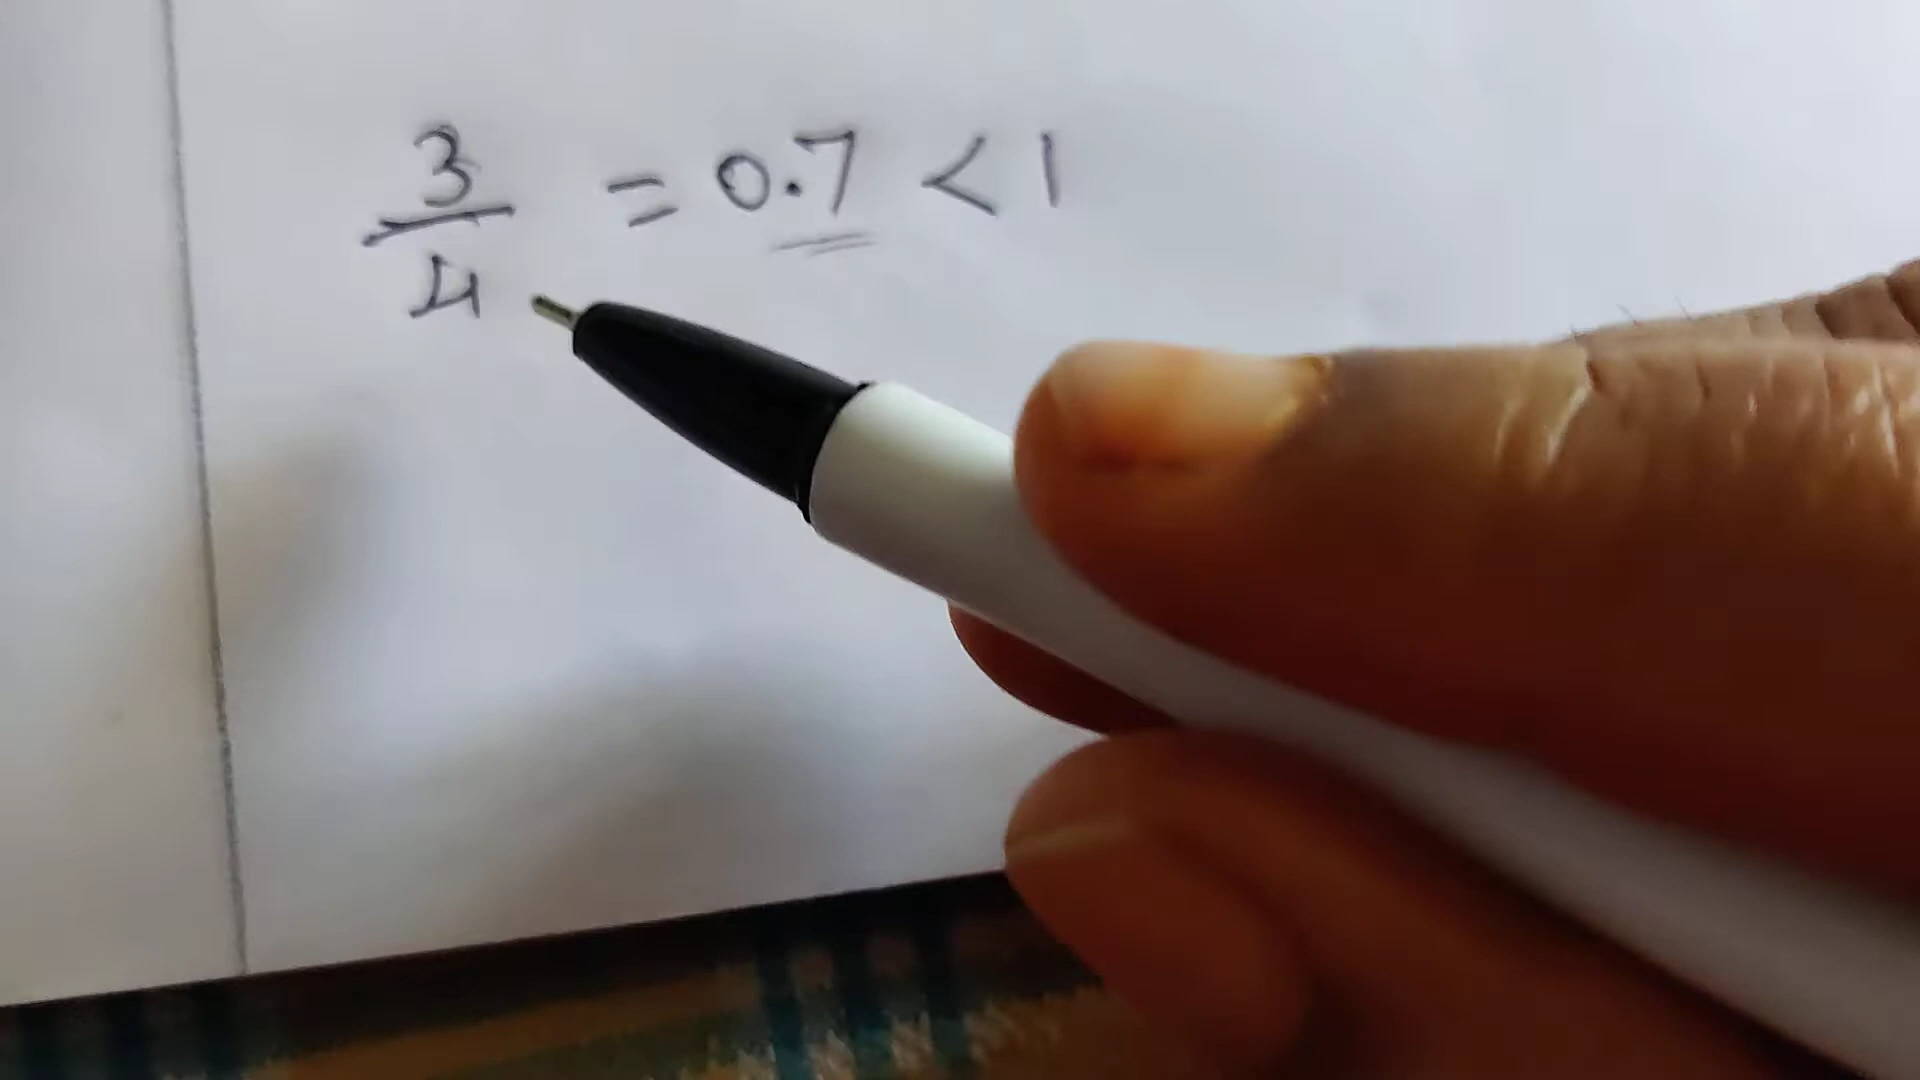 3/4 = 0.7 < 1